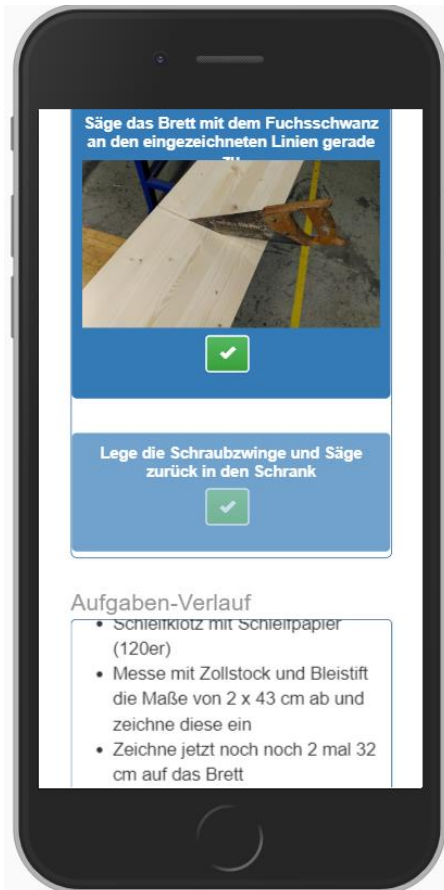 Säge das Brett mit dem Fuchsschwanz
an den eingezeichneten Linien gerade
zu
Lege die Schraubzwinge und Säge
zurück in den Schrank
Aufgaben-Verlauf
• Schleifklotz mit Schleifpapier
(120er)
• Messe mit Zollstock und Bleistift
die Maße von 2 x 43 cm ab und
zeichne diese ein
• Zeichne jetzt noch noch 2 mal 32
cm auf das Brett